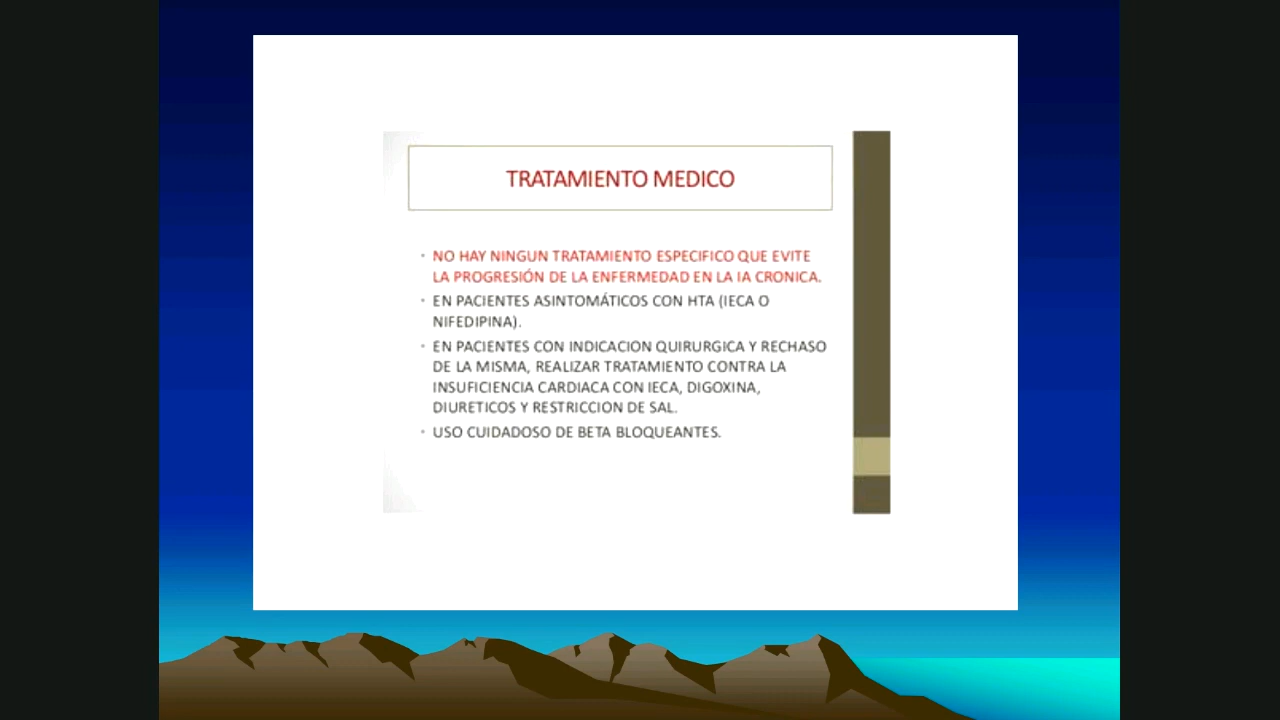 TRATAMIENTO MEDICO
• NO HAY NINGUN TRATAMIENTO ESPECIFICO QUE EVITE
LA PROGRESIÓN DE LA ENFERMEDAD EN LA IA CRONICA.
• EN PACIENTES ASINTOMÁTICOS CON HTA (IECA O
NIFEDIPINA).
• EN PACIENTES CON INDICACION QUIRURGICA Y RECHASO
DE LA MISMA, REALIZAR TRATAMIENTO CONTRA LA
INSUFICIENCIA CARDIACA CON IECA, DIGOXINA,
DIURETICOS Y RESTRICCION DE SAL.
• USO CUIDADOSO DE BETA BLOQUEANTES.